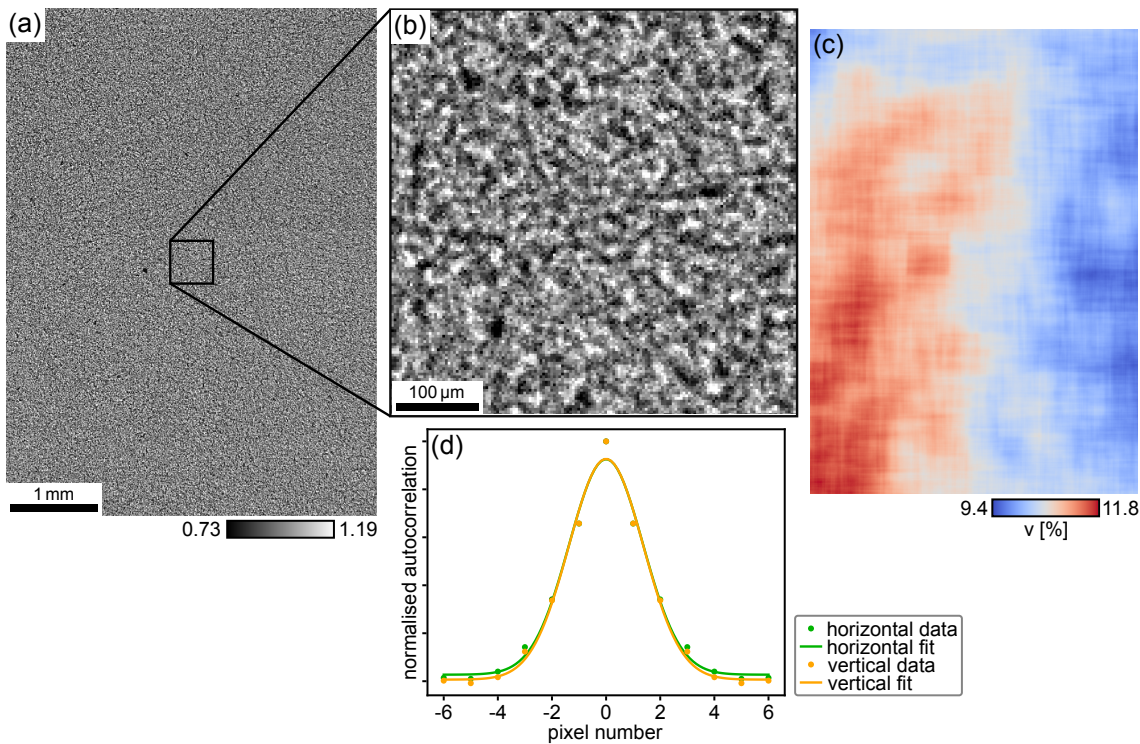 (a)
1 mm
0.73
1.19
(b)
100 µm
(c)
9.4
11.8
v [%]
(d)
normalised autocorrelation
-6
-4
-2
0
2
4
6
pixel number
horizontal data
horizontal fit
vertical data
vertical fit